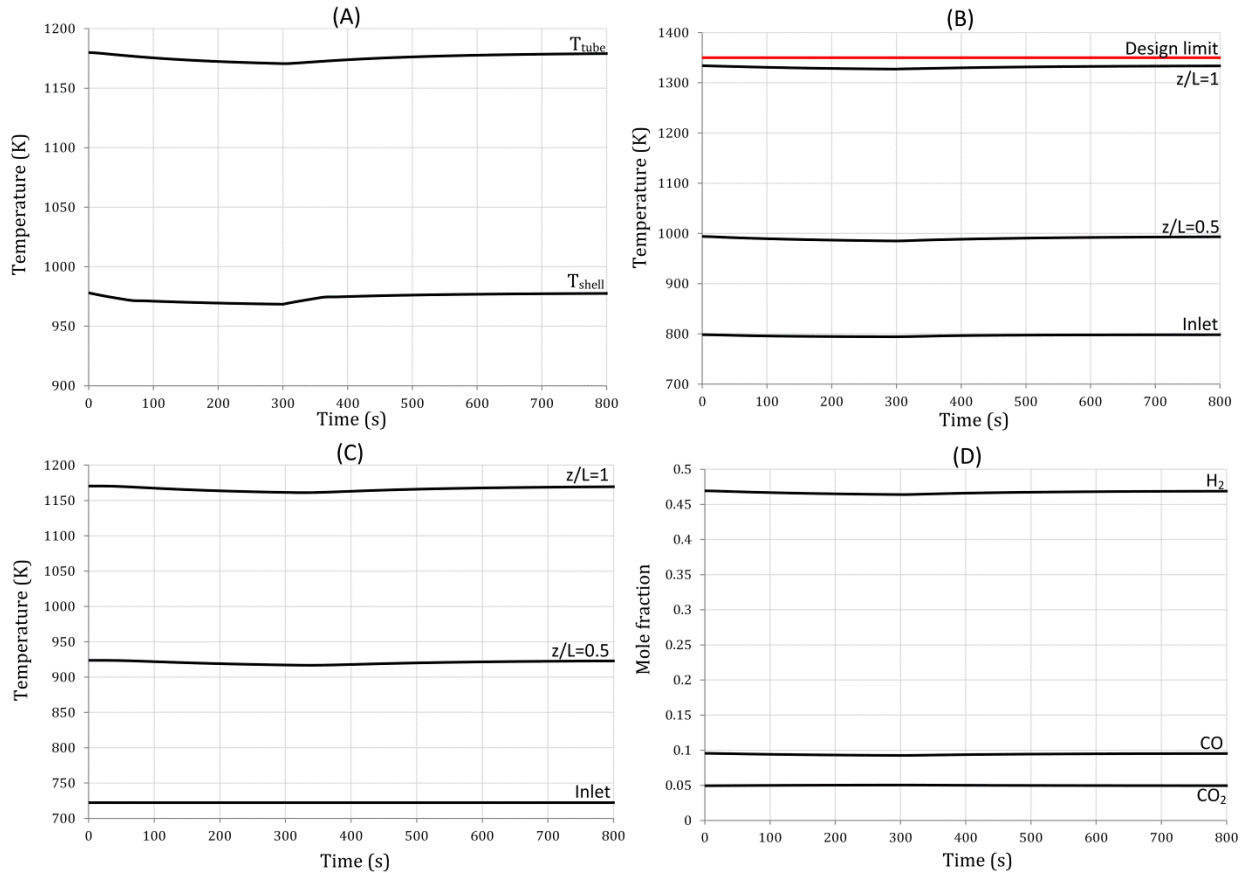 (A)
1200
1150
1100
1050
1000
950
900
Temperature (K)
T_tube
T_shell
0 100 200 300 400 500 600 700 800
Time (s)
(B)
1400
1300
1200
1100
1000
900
800
700
Temperature (K)
Design limit
z/L=1
z/L=0.5
Inlet
0 100 200 300 400 500 600 700 800
Time (s)
(C)
1200
1150
1100
1050
1000
950
900
850
800
750
700
Temperature (K)
z/L=1
z/L=0.5
Inlet
0 100 200 300 400 500 600 700 800
Time (s)
(D)
0.5
0.45
0.4
0.35
0.3
0.25
0.2
0.15
0.1
0.05
0
Mole fraction
H₂
CO
CO₂
0 100 200 300 400 500 600 700 800
Time (s)